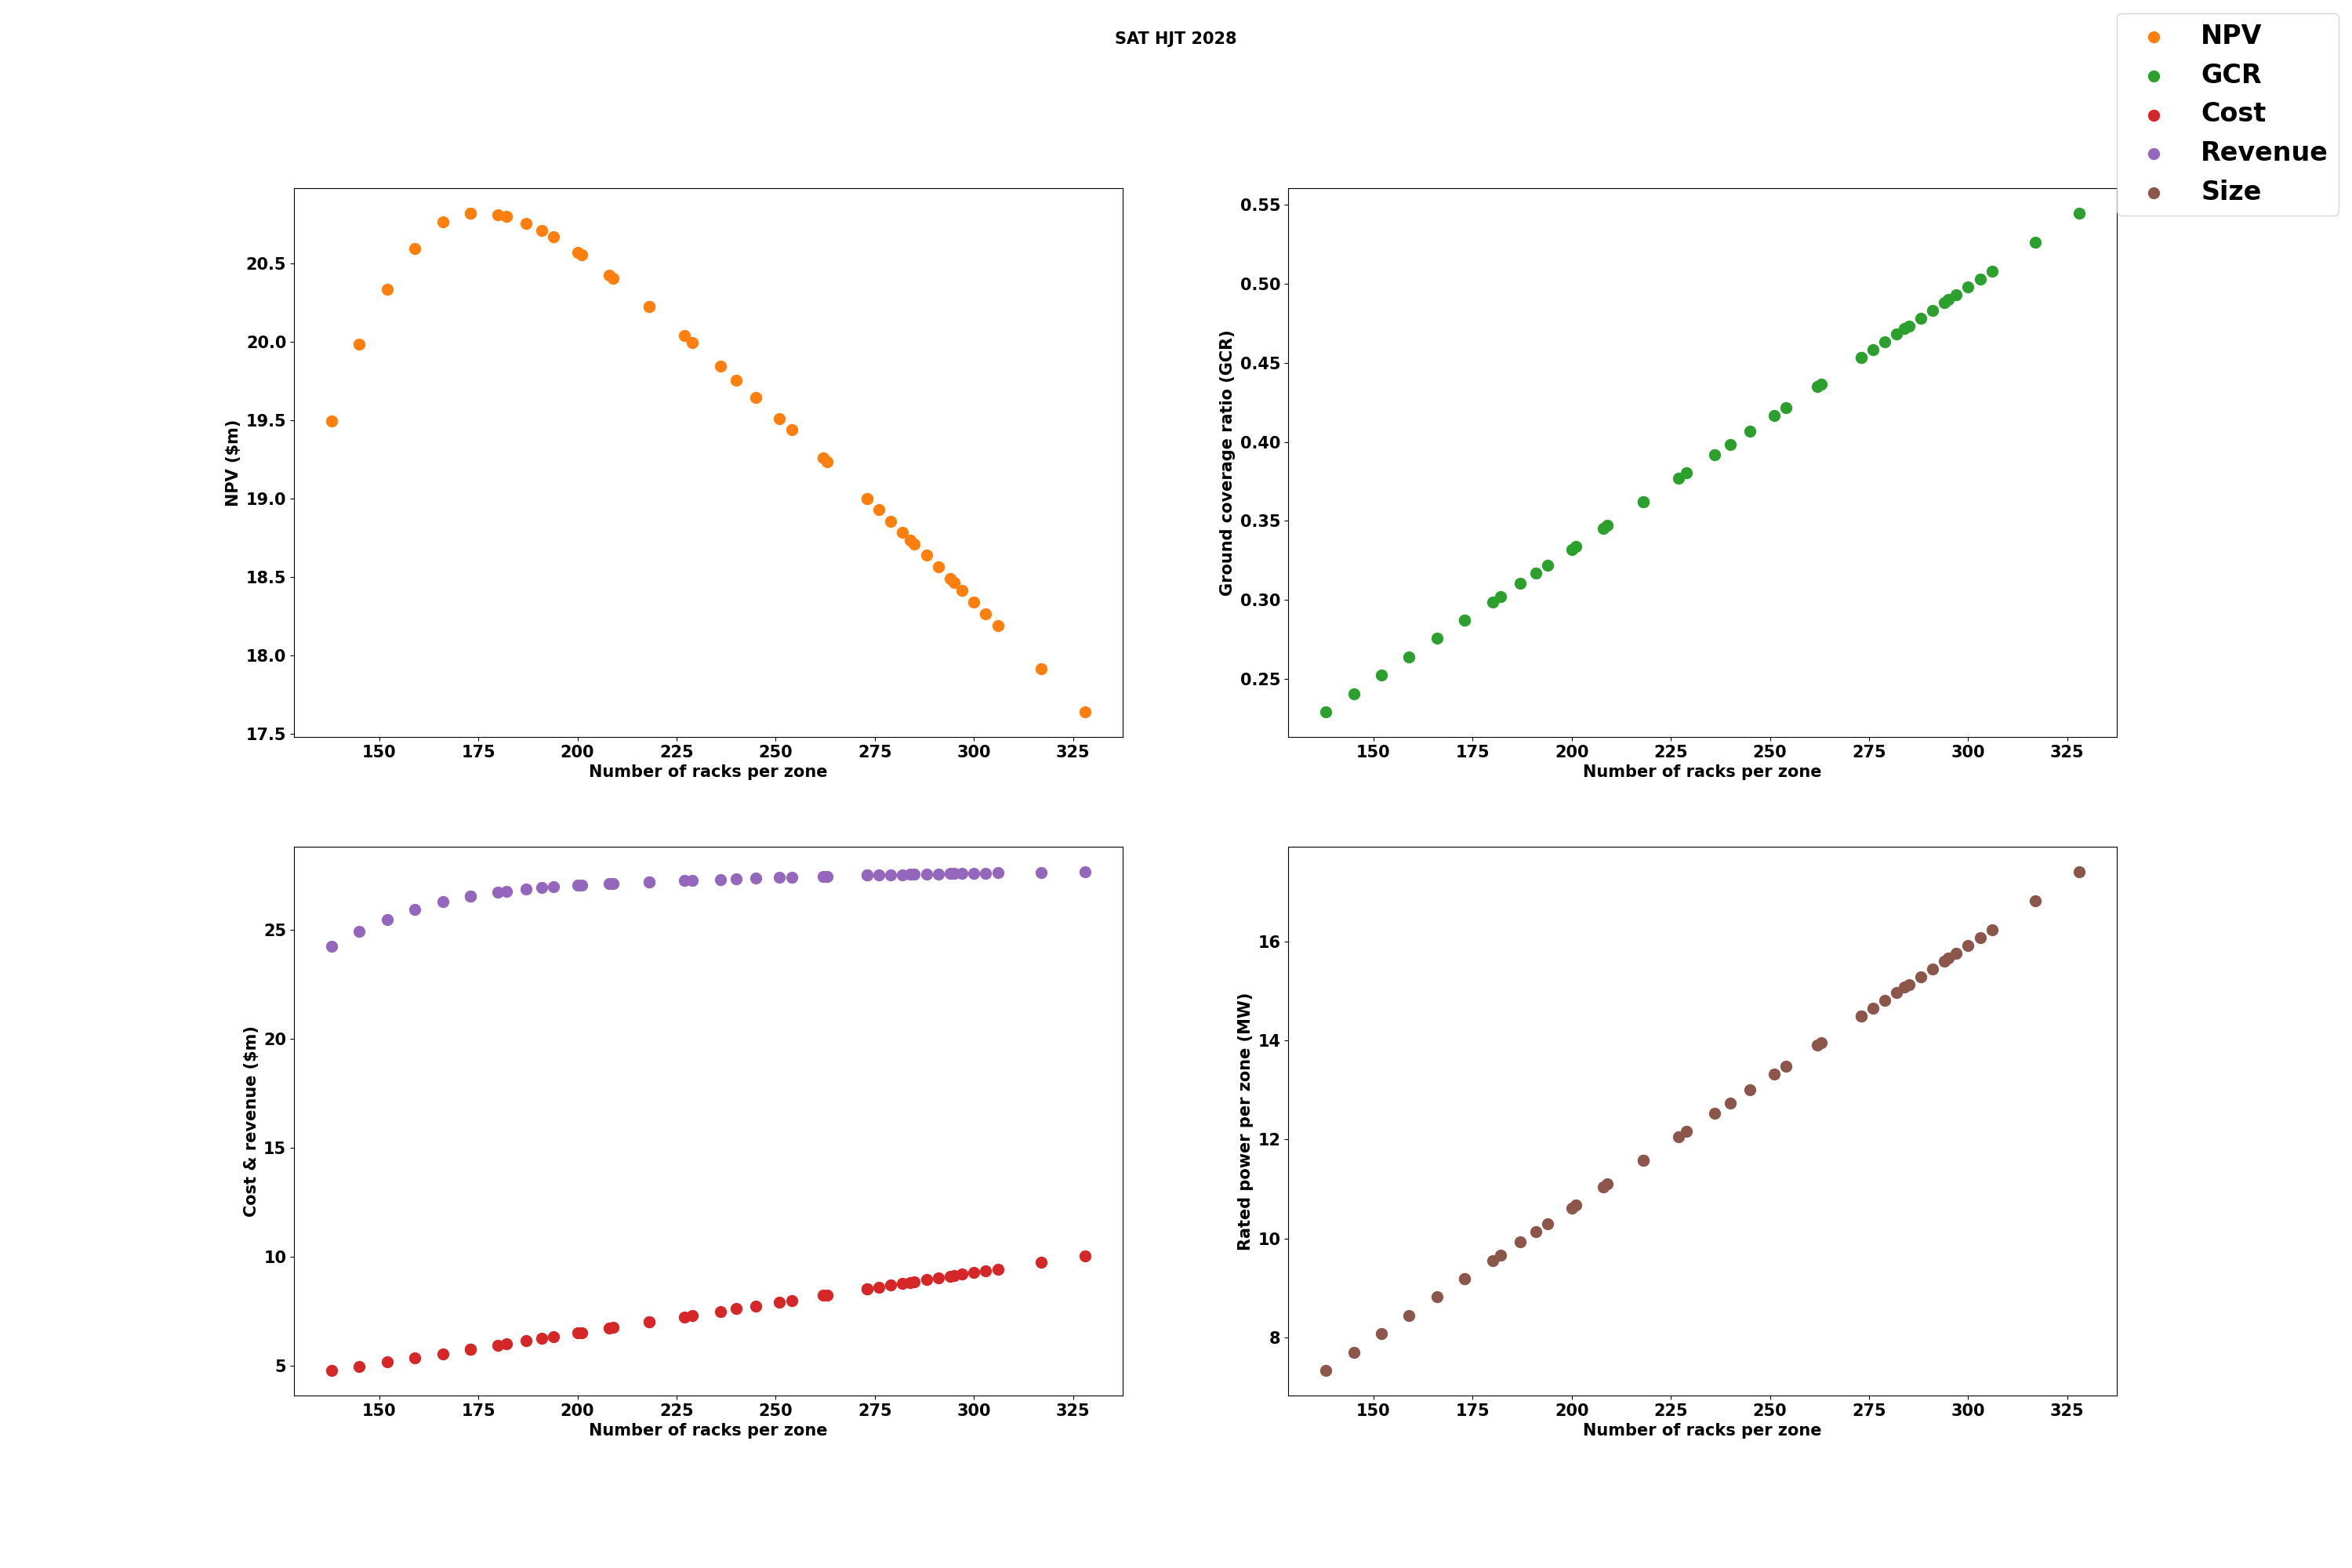 SAT HJT 2028
NPV
GCR
Cost
Revenue
Size
NPV ($m)
20.5
20.0
19.5
19.0
18.5
18.0
17.5
150 175 200 225 250 275 300 325
Number of racks per zone
Ground coverage ratio (GCR)
0.55
0.50
0.45
0.40
0.35
0.30
0.25
150 175 200 225 250 275 300 325
Number of racks per zone
Cost & revenue ($m)
25
20
15
10
5
150 175 200 225 250 275 300 325
Number of racks per zone
Rated power per zone (MW)
16
14
12
10
8
150 175 200 225 250 275 300 325
Number of racks per zone